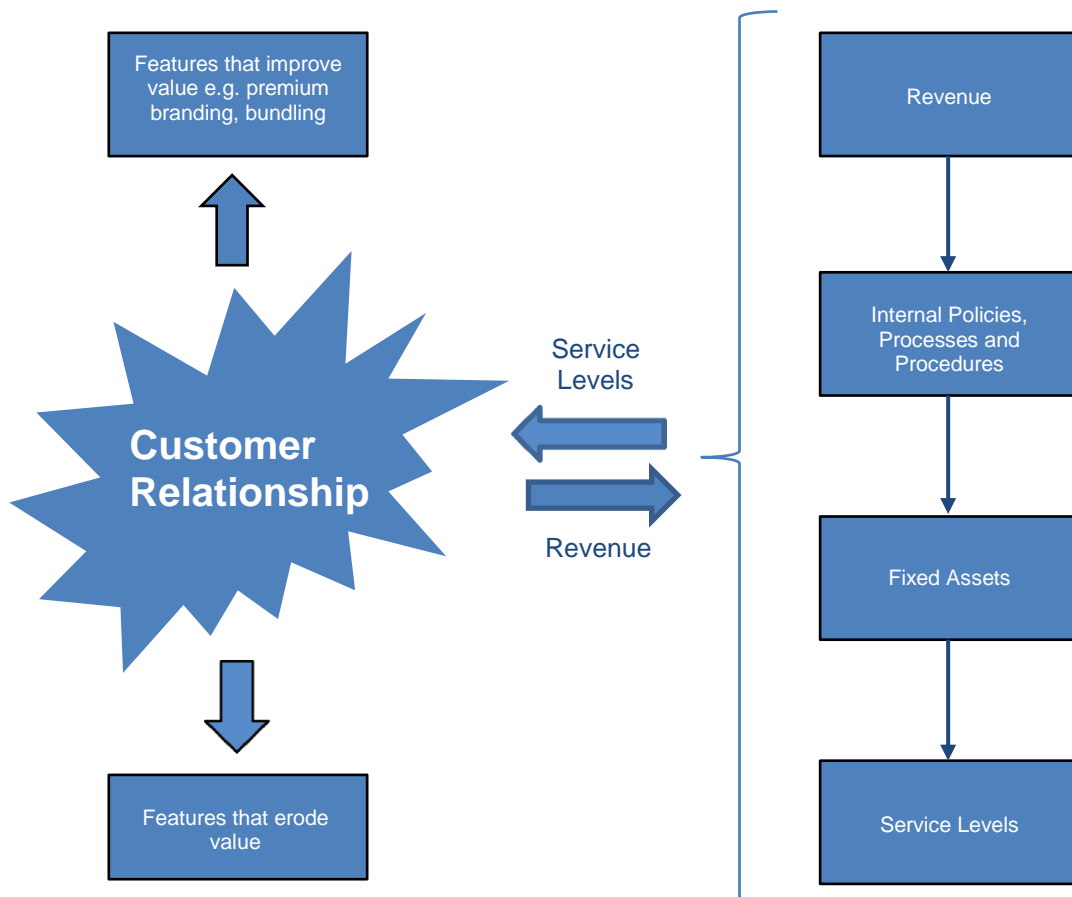 Features that improve
value e.g. premium
branding, bundling
Customer
Relationship
Features that erode
value
Service
Levels
Revenue
Revenue
Internal Policies,
Processes and
Procedures
Fixed Assets
Service Levels